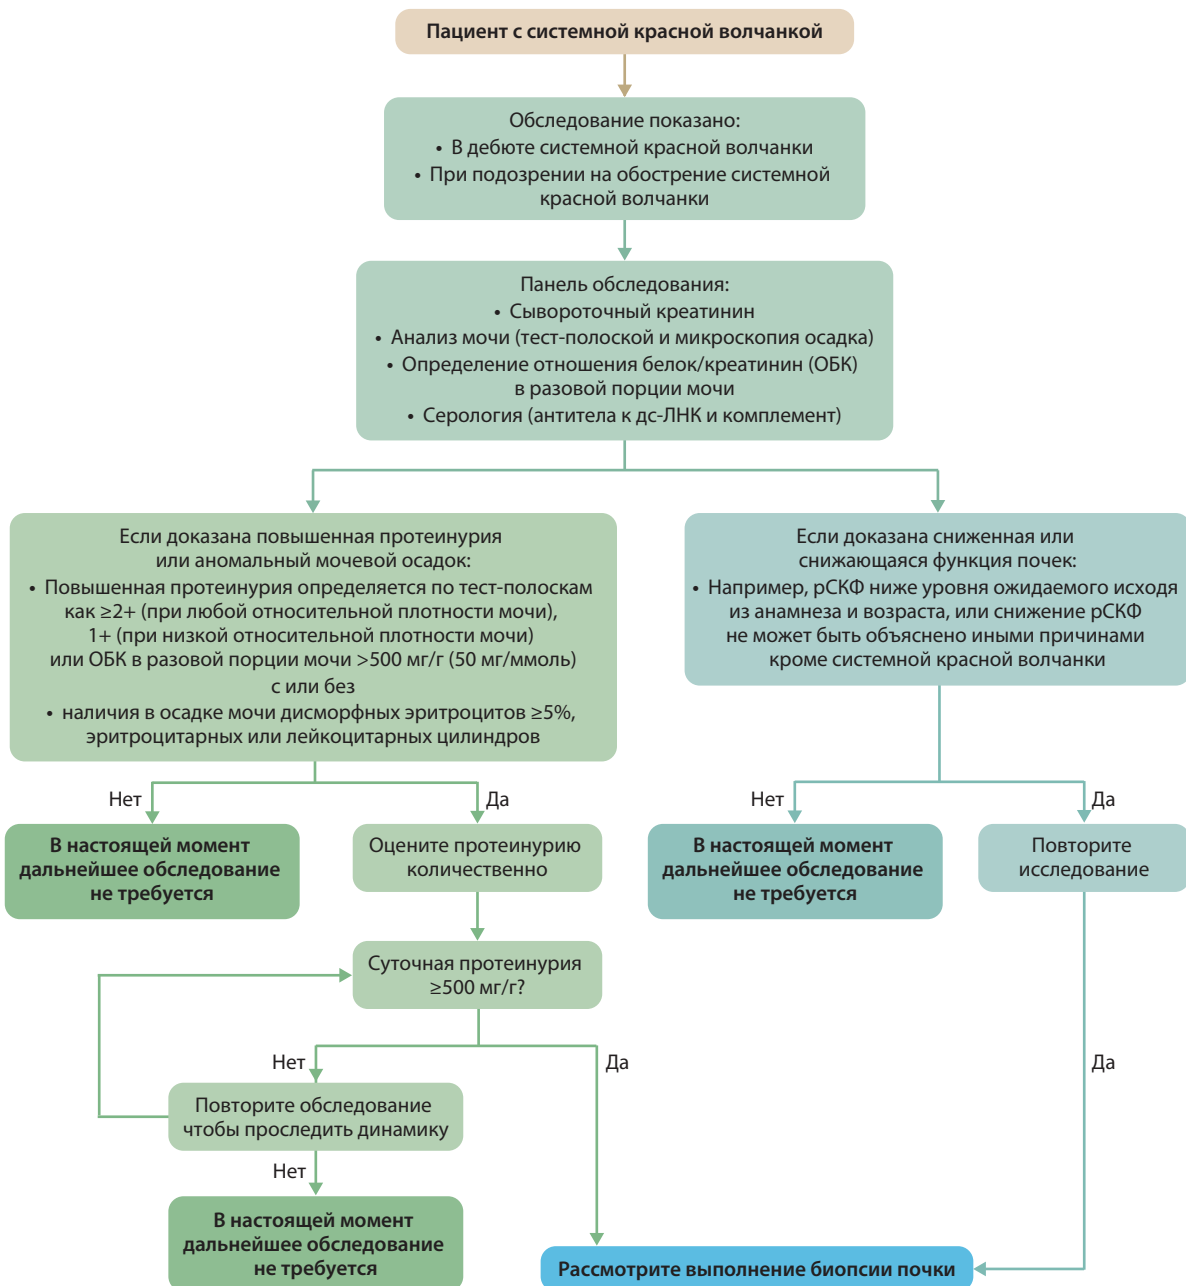 Пациент с системной красной волчанкой
Обследование показано:
• В дебюте системной красной волчанки
• При подозрении на обострение системной
красной волчанки
Панель обследования:
• Сывороточный креатинин
• Анализ мочи (тест-полоской и микроскопия осадка)
• Определение отношения белок/креатинин (ОБК)
в разовой порции мочи
• Серология (антитела к дс-ЛНК и комплемент)
Если доказана повышенная протеинурия
или аномальный мочевой осадок:
• Повышенная протеинурия определяется по тест-полоскам
как ≥2+ (при любой относительной плотности мочи),
1+ (при низкой относительной плотности мочи)
или ОБК в разовой порции мочи >500 мг/г (50 мг/ммоль)
с или без
• наличия в осадке мочи дисморфных эритроцитов ≥5%,
эритроцитарных или лейкоцитарных цилиндров
Если доказана сниженная или
снижающаяся функция почек:
• Например, рСКФ ниже уровня ожидаемого исходя
из анамнеза и возраста, или снижение рСКФ
не может быть объяснено иными причинами
кроме системной красной волчанки
Нет
Да
Нет
Да
В настоящей момент
дальнейшее обследование
не требуется
Оцените протеинурию
количественно
В настоящей момент
дальнейшее обследование
не требуется
Повторите
исследование
Суточная протеинурия
≥500 мг/г?
Нет
Да
Да
Повторите обследование
чтобы проследить динамику
Нет
В настоящей момент
дальнейшее обследование
не требуется
Рассмотрите выполнение биопсии почки